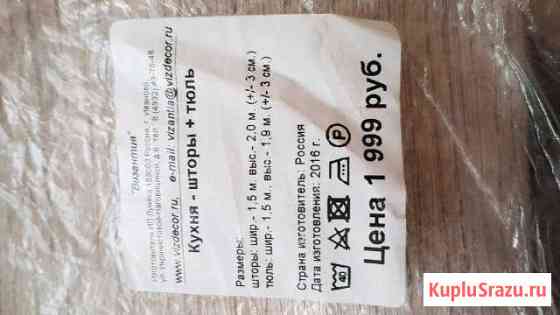 "Византия"
www.vizdecor.ru, e-mail: vizantia@vizdecor.ru
Кухня - шторы + тюль
Размеры:
шторы: шир.- 1,5 м. выс.- 2,0 м. (+/- 3 см.)
тюль: шир.- 1,5 м., выс.- 1,9 м. (+/- 3 см.)
Страна изготовитель: Россия
Дата изготовления: 2016 г.
40
P
Цена 1 999 руб.
KupluSrazu.ru